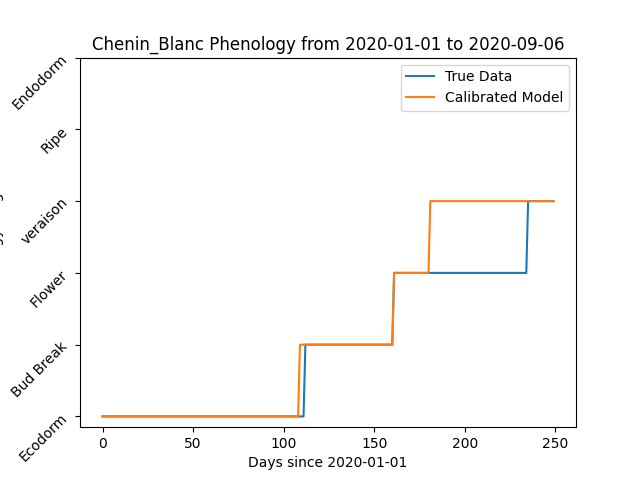 Chenin_Blanc Phenology from 2020-01-01 to 2020-09-06
True Data
Calibrated Model
Endodorm
Ripe
veraison
Flower
Bud Break
Ecodorm
0 50 100 150 200 250
Days since 2020-01-01